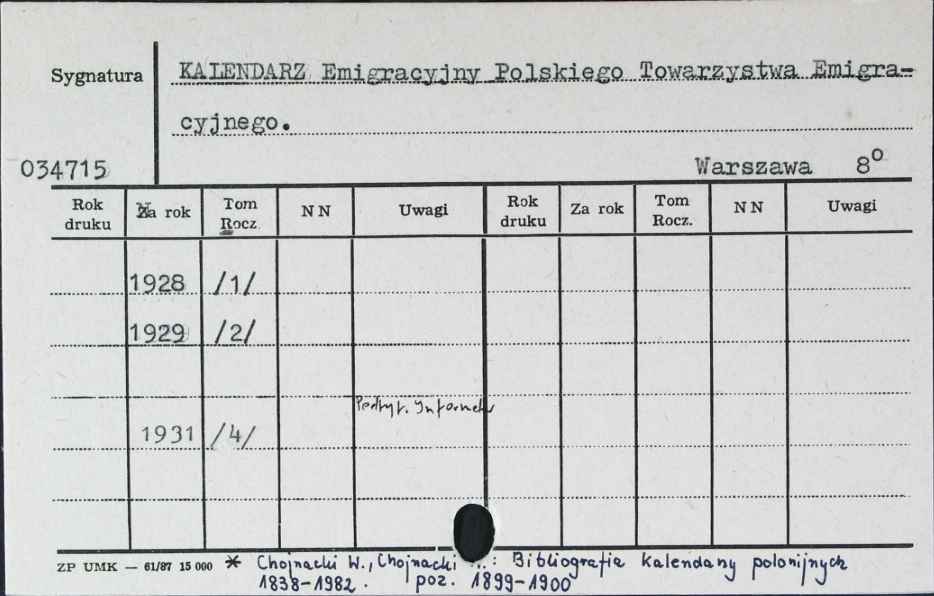 Sygnatura
KALENDARZ Emigracyjny Polskiego Towarzystwa Emigra-
cyjnego.
034715
Warszawa 8⁰
Rok druku Za rok Tom Rocz. NN Uwagi Rok druku Za rok Tom Rocz. NN Uwagi
1928 /1/
1929 /2/
1931 /4/
ZP UMK — 61/87 15 000 * Chojnacki W., Chojnacki : Bibliografia kalendarzy polonijnych
1838-1982. poz. 1899-1900